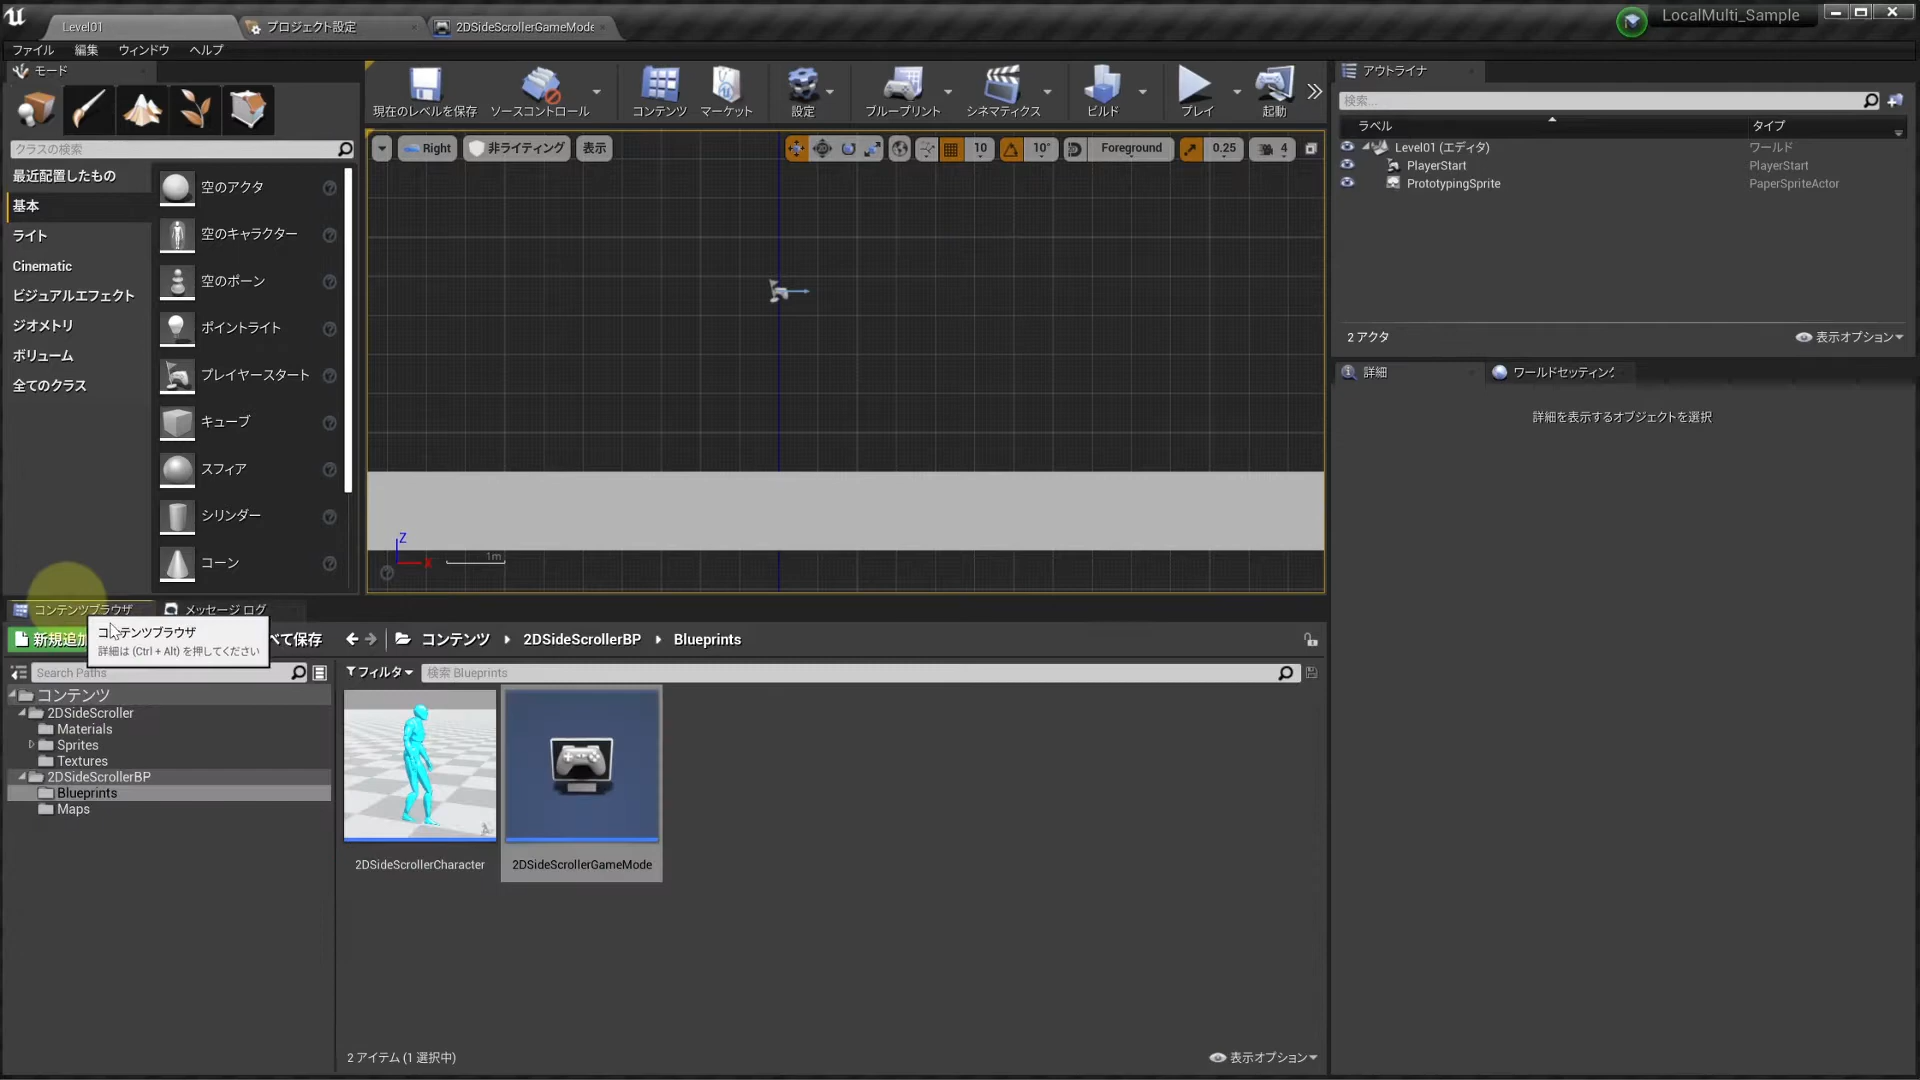 Level01
プロジェクト設定
2DSideScrollerGameMode
LocalMulti_Sample
ファイル 編集 ウィンドウ ヘルプ
モード
クラスの検索
最近配置したもの
基本
ライト
Cinematic
ビジュアルエフェクト
ジオメトリ
ボリューム
全てのクラス
空のアクタ
空のキャラクター
空のポーン
ポイントライト
プレイヤースタート
キューブ
スフィア
シリンダー
コーン
現在のレベルを保存 ソースコントロール コンテンツ マーケット 設定 ブループリント シネマティックス ビルド プレイ 起動
Right 非ライティング 表示 10 10° Foreground 0.25 4
Z
X
1m
アウトライナ
検索...
ラベル タイプ
Level01 (エディタ) ワールド
PlayerStart PlayerStart
PrototypingSprite PaperSpriteActor
2 アクタ 表示オプション
詳細 ワールドセッティング
詳細を表示するオブジェクトを選択
コンテンツブラウザ メッセージ ログ
新規追加 べて保存 コンテンツ 2DSideScrollerBP Blueprints
コンテンツブラウザ
詳細は (Ctrl + Alt) を押してください
Search Paths
フィルタ 検索 Blueprints
コンテンツ
2DSideScroller
Materials
Sprites
Textures
2DSideScrollerBP
Blueprints
Maps
2DSideScrollerCharacter
2DSideScrollerGameMode
2 アイテム (1 選択中) 表示オプション